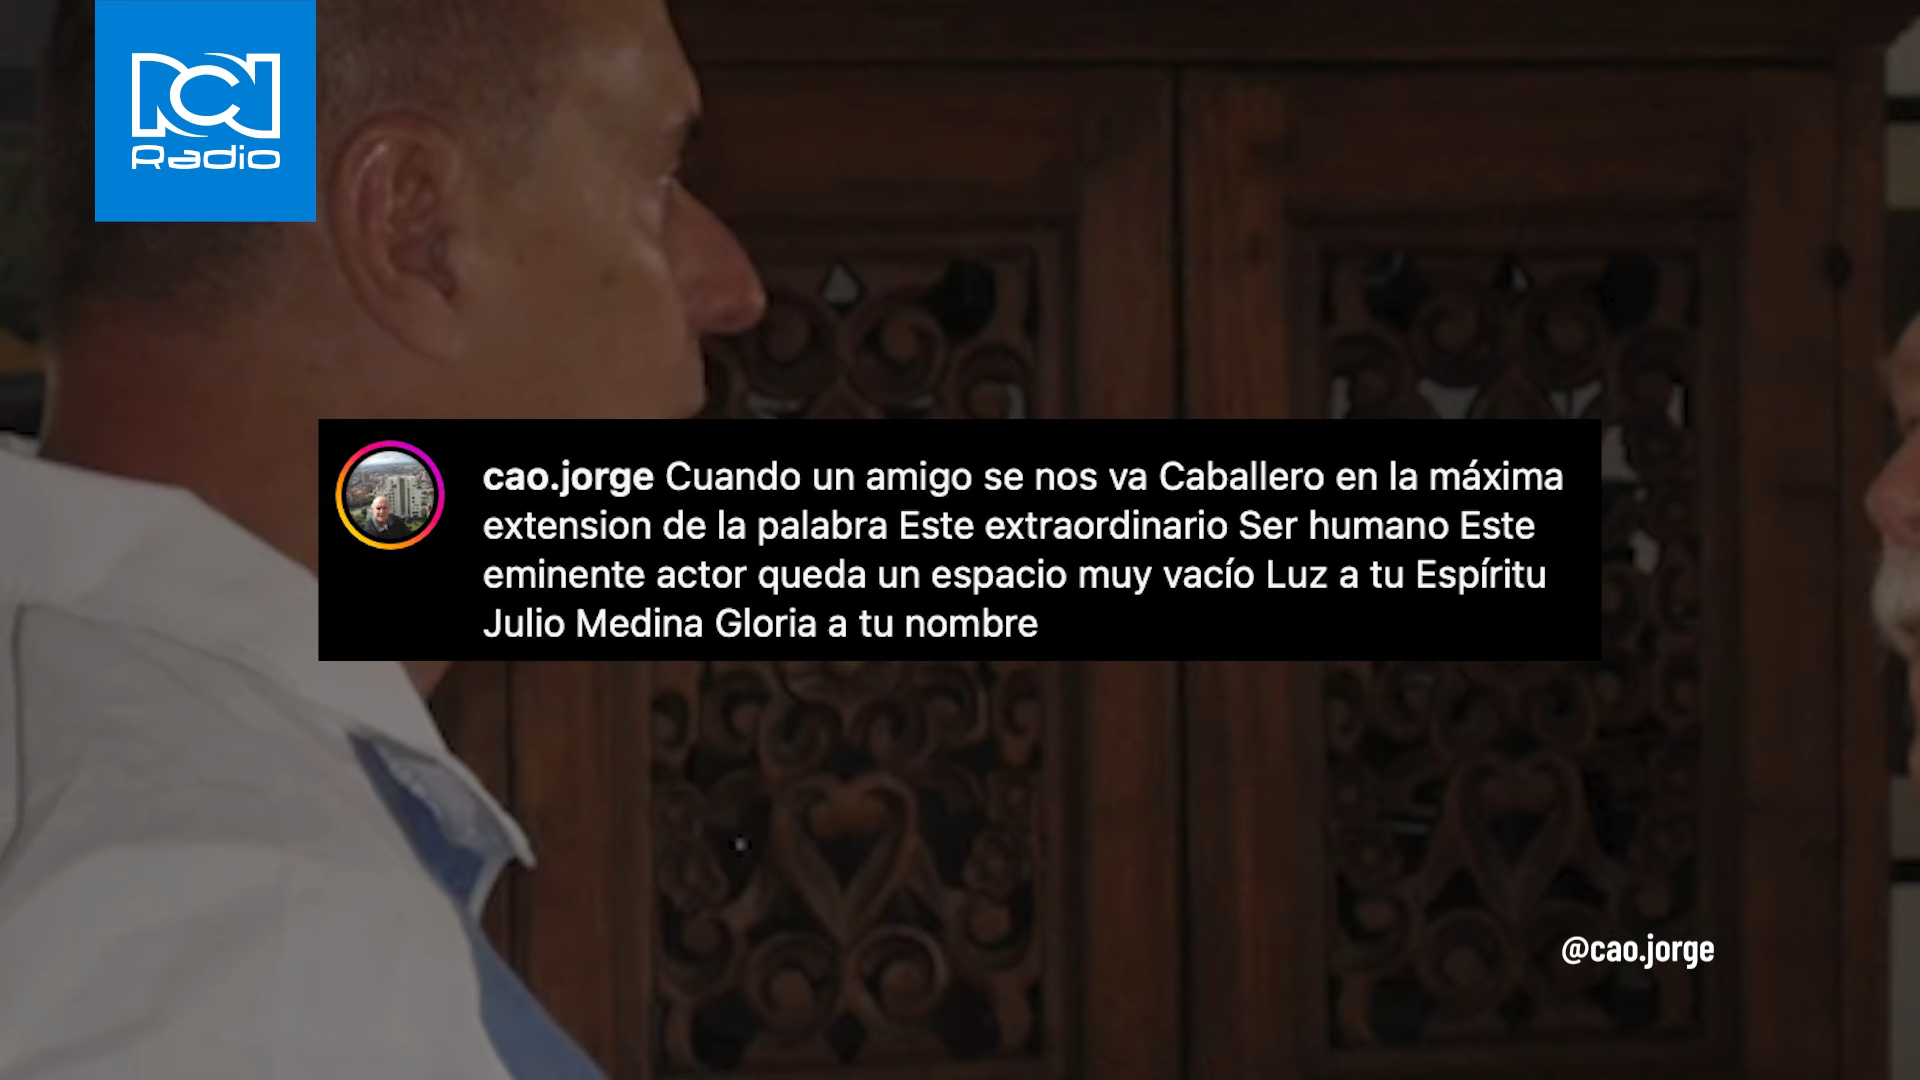 RCN
Radio
cao.jorge Cuando un amigo se nos va Caballero en la máxima
extension de la palabra Este extraordinario Ser humano Este
eminente actor queda un espacio muy vacío Luz a tu Espíritu
Julio Medina Gloria a tu nombre
@cao.jorge